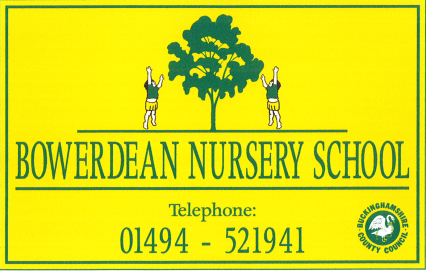 BOWERDEAN NURSERY SCHOOL
Telephone:
01494 - 521941
BUCKINGHAMSHIRE
COUNTY COUNCIL